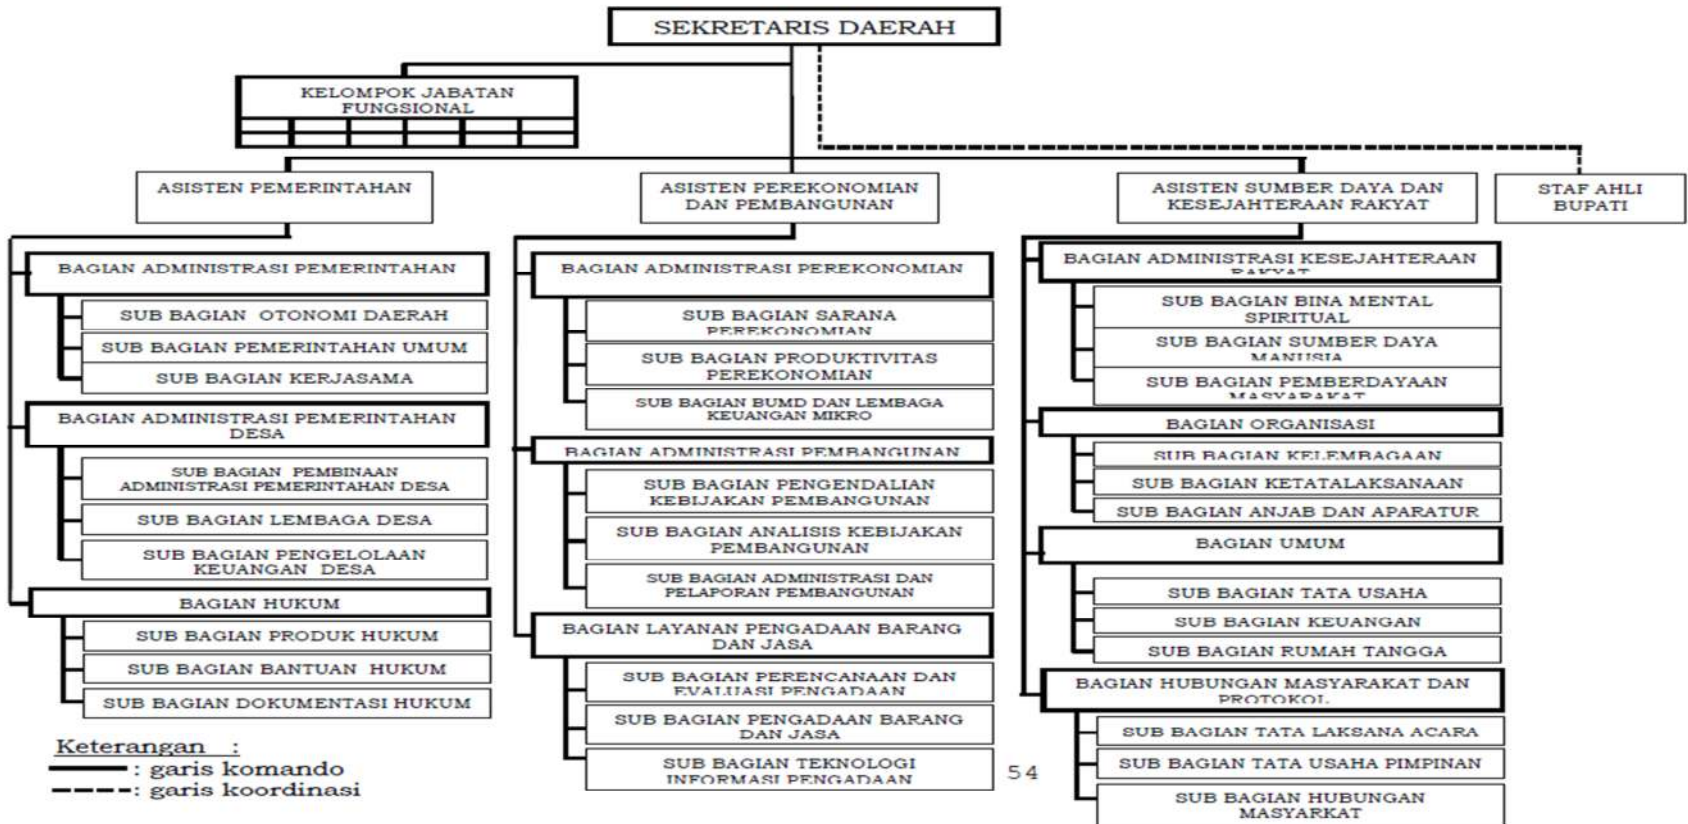 SEKRETARIS DAERAH
KELOMPOK JABATAN
FUNGSIONAL
ASISTEN PEMERINTAHAN
ASISTEN PEREKONOMIAN
DAN PEMBANGUNAN
ASISTEN SUMBER DAYA DAN
KESEJAHTERAAN RAKYAT
STAF AHLI
BUPATI
BAGIAN ADMINISTRASI PEMERINTAHAN
SUB BAGIAN OTONOMI DAERAH
SUB BAGIAN PEMERINTAHAN UMUM
SUB BAGIAN KERJASAMA
BAGIAN ADMINISTRASI PEMERINTAHAN
DESA
SUB BAGIAN PEMBINAAN
ADMINISTRASI PEMERINTAHAN DESA
SUB BAGIAN LEMBAGA DESA
SUB BAGIAN PENGELOLAAN
KEUANGAN DESA
BAGIAN HUKUM
SUB BAGIAN PRODUK HUKUM
SUB BAGIAN BANTUAN HUKUM
SUB BAGIAN DOKUMENTASI HUKUM
BAGIAN ADMINISTRASI PEREKONOMIAN
SUB BAGIAN SARANA
PEREKONOMIAN
SUB BAGIAN PRODUKTIVITAS
PEREKONOMIAN
SUB BAGIAN BUMD DAN LEMBAGA
KEUANGAN MIKRO
BAGIAN ADMINISTRASI PEMBANGUNAN
SUB BAGIAN PENGENDALIAN
KEBIJAKAN PEMBANGUNAN
SUB BAGIAN ANALISIS KEBIJAKAN
PEMBANGUNAN
SUB BAGIAN ADMINISTRASI DAN
PELAPORAN PEMBANGUNAN
BAGIAN LAYANAN PENGADAAN BARANG
DAN JASA
SUB BAGIAN PERENCANAAN DAN
EVALUASI PENGADAAN
SUB BAGIAN PENGADAAN BARANG
DAN JASA
SUB BAGIAN TEKNOLOGI
INFORMASI PENGADAAN
BAGIAN ADMINISTRASI KESEJAHTERAAN
RAKYAT
SUB BAGIAN BINA MENTAL
SPIRITUAL
SUB BAGIAN SUMBER DAYA
MANUSIA
SUB BAGIAN PEMBERDAYAAN
MASYARAKAT
BAGIAN ORGANISASI
SUB BAGIAN KELEMBAGAAN
SUB BAGIAN KETATALAKSANAAN
SUB BAGIAN ANJAB DAN APARATUR
BAGIAN UMUM
SUB BAGIAN TATA USAHA
SUB BAGIAN KEUANGAN
SUB BAGIAN RUMAH TANGGA
BAGIAN HUBUNGAN MASYARAKAT DAN
PROTOKOL
SUB BAGIAN TATA LAKSANA ACARA
SUB BAGIAN TATA USAHA PIMPINAN
SUB BAGIAN HUBUNGAN
MASYARKAT
Keterangan :
: garis komando
: garis koordinasi
54